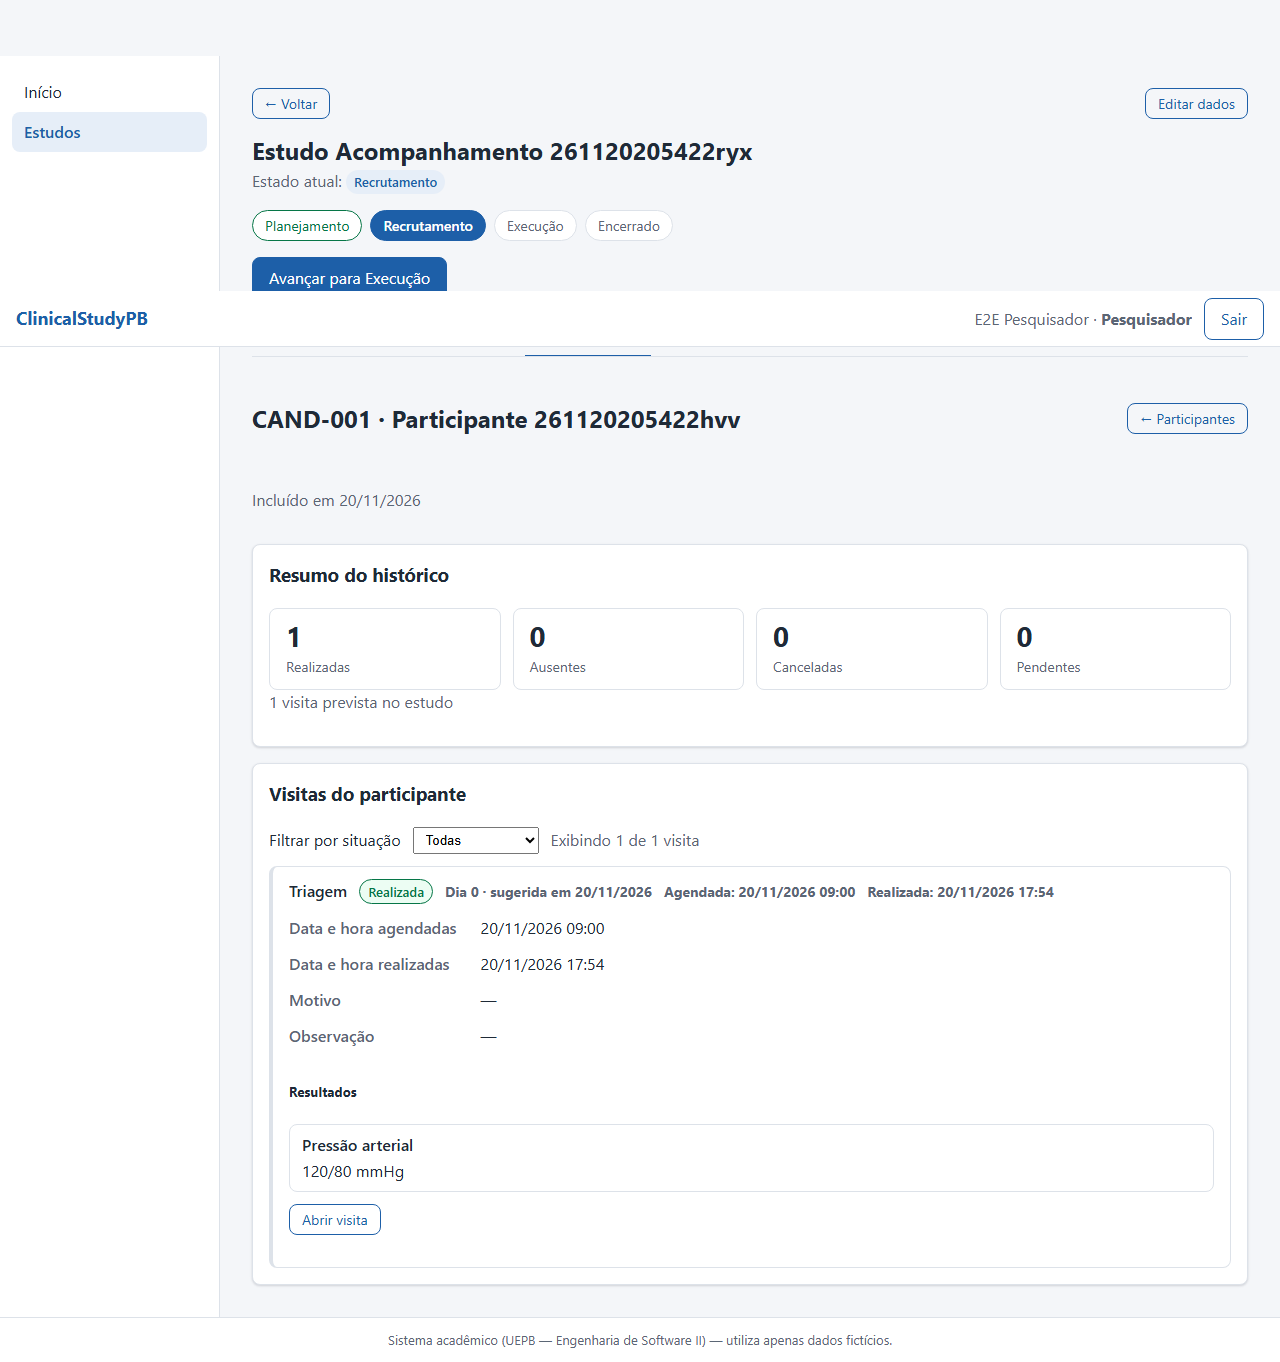 Início
Estudos
← Voltar
Editar dados
Estudo Acompanhamento 261120205422ryx
Estado atual: Recrutamento
Planejamento Recrutamento Execução Encerrado
Avançar para Execução
ClinicalStudyPB
E2E Pesquisador · Pesquisador Sair
CAND-001 · Participante 261120205422hvv
← Participantes
Incluído em 20/11/2026
Resumo do histórico
1
Realizadas
0
Ausentes
0
Canceladas
0
Pendentes
1 visita prevista no estudo
Visitas do participante
Filtrar por situação Todas Exibindo 1 de 1 visita
Triagem Realizada Dia 0 · sugerida em 20/11/2026 Agendada: 20/11/2026 09:00 Realizada: 20/11/2026 17:54
Data e hora agendadas 20/11/2026 09:00
Data e hora realizadas 20/11/2026 17:54
Motivo —
Observação —
Resultados
Pressão arterial
120/80 mmHg
Abrir visita
Sistema acadêmico (UEPB — Engenharia de Software II) — utiliza apenas dados fictícios.